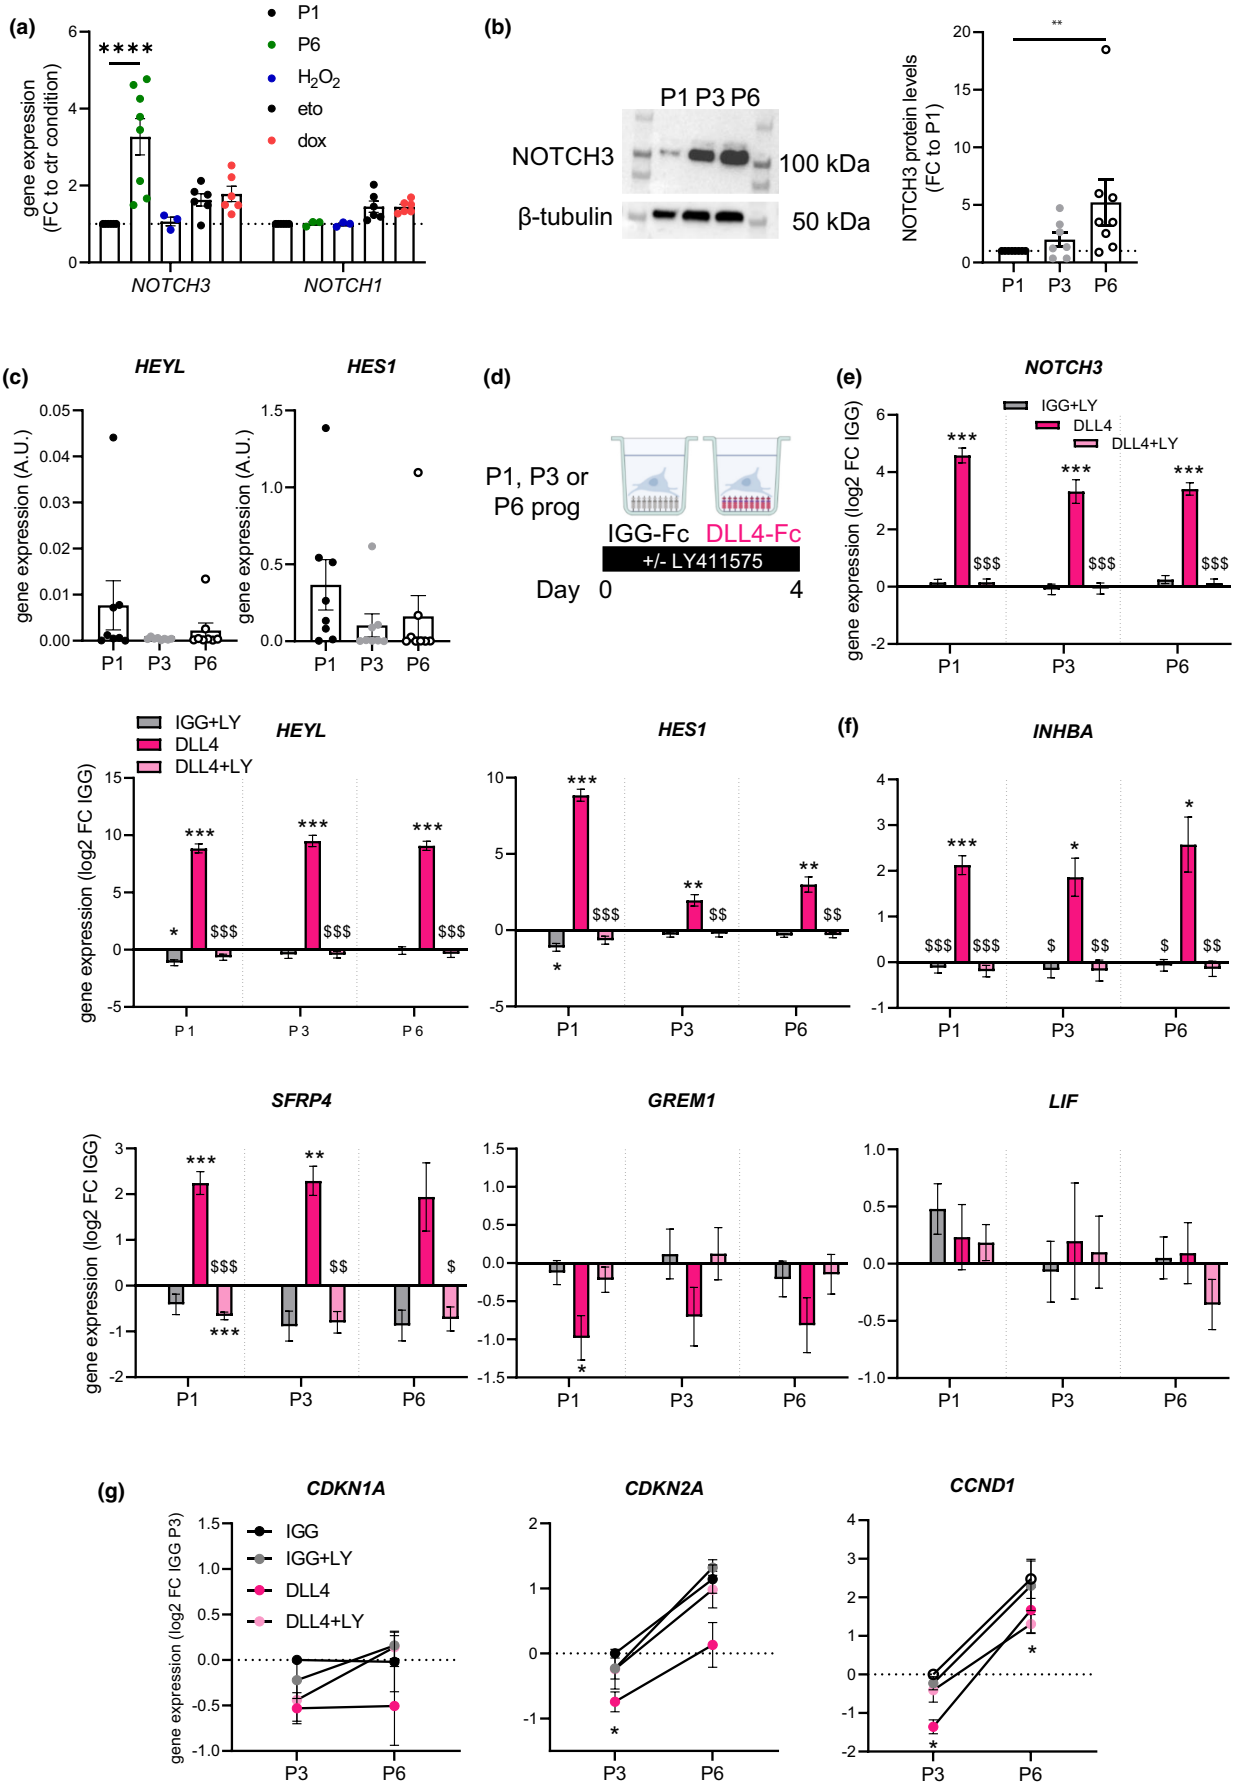 (a)
gene expression
(FC to ctr condition)
6
4
2
0
****
P1
P6
H₂O₂
eto
dox
NOTCH3
NOTCH1
(b)
P1 P3 P6
NOTCH3
100 kDa
β-tubulin
50 kDa
NOTCH3 protein levels
(FC to P1)
20
15
10
5
0
**
P1
P3
P6
(c)
HEYL
gene expression (A.U.)
0.05
0.04
0.03
0.02
0.01
0.00
P1
P3
P6
HES1
gene expression (A.U.)
1.5
1.0
0.5
0.0
P1
P3
P6
(d)
P1, P3 or
P6 prog
IGG-Fc
DLL4-Fc
+/- LY411575
Day 0
4
(e)
NOTCH3
IGG+LY
DLL4
DLL4+LY
gene expression (log2 FC IGG)
6
4
2
0
-2
***
$$$
***
$$$
***
$$$
P1
P3
P6
IGG+LY
DLL4
DLL4+LY
HEYL
gene expression (log2 FC IGG)
15
10
5
0
-5
*
***
$$$
***
$$$
***
$$$
P1
P3
P6
HES1
10
5
0
-5
*
***
$$$
**
$$
**
$$
P1
P3
P6
(f)
INHBA
4
3
2
1
0
-1
$$$
***
$$$
$
*
$$
$
*
$$
P1
P3
P6
SFRP4
gene expression (log2 FC IGG)
3
2
1
0
-1
-2
***
$$$
***
**
$$
$
P1
P3
P6
GREM1
1.5
1.0
0.5
0.0
-0.5
-1.0
-1.5
*
P1
P3
P6
LIF
1.0
0.5
0.0
-0.5
-1.0
P1
P3
P6
(g)
CDKN1A
gene expression (log2 FC IGG P3)
1.5
1.0
0.5
0.0
-0.5
-1.0
IGG
IGG+LY
DLL4
DLL4+LY
P3
P6
CDKN2A
2
1
0
-1
*
P3
P6
CCND1
4
3
2
1
0
-1
-2
*
*
P3
P6